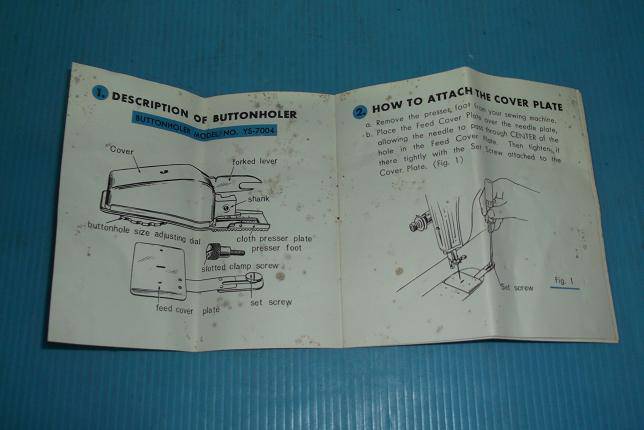 1. DESCRIPTION OF BUTTONHOLER
BUTTONHOLER MODEL/NO. YS-7004
Cover
forked lever
shank
buttonhole size adjusting dial
cloth presser plate
presser foot
slotted clamp screw
set screw
feed cover plate
2. HOW TO ATTACH THE COVER PLATE
a. Remove the presses, foot from your sewing machine.
b. Place the Feed Cover Plate over the needle plate,
allowing the needle to pass through CENTER of the
hole in the Feed Cover Plate. Then tighten it
there tightly with the Set Screw attached to the
Cover Plate. (Fig. 1)
Set screw
Fig. 1